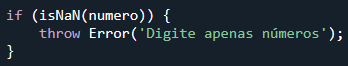 if (isNaN(numero)) {
    throw Error('Digite apenas números');
}